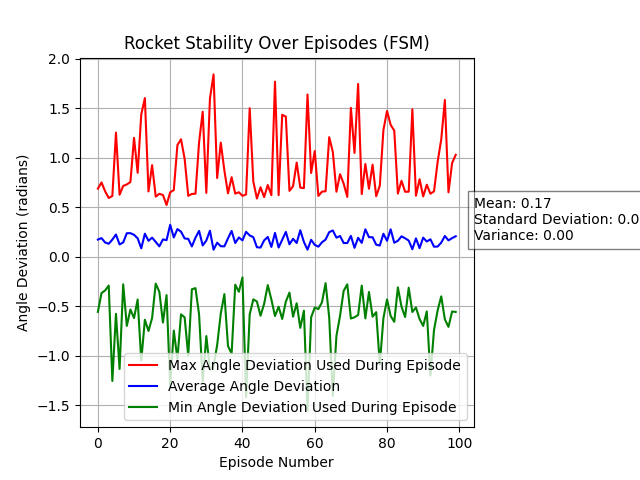 Rocket Stability Over Episodes (FSM)
Angle Deviation (radians)
2.0
1.5
1.0
0.5
0.0
−0.5
−1.0
−1.5
Mean: 0.17
Standard Deviation: 0.0
Variance: 0.00
Max Angle Deviation Used During Episode
Average Angle Deviation
Min Angle Deviation Used During Episode
0 20 40 60 80 100
Episode Number